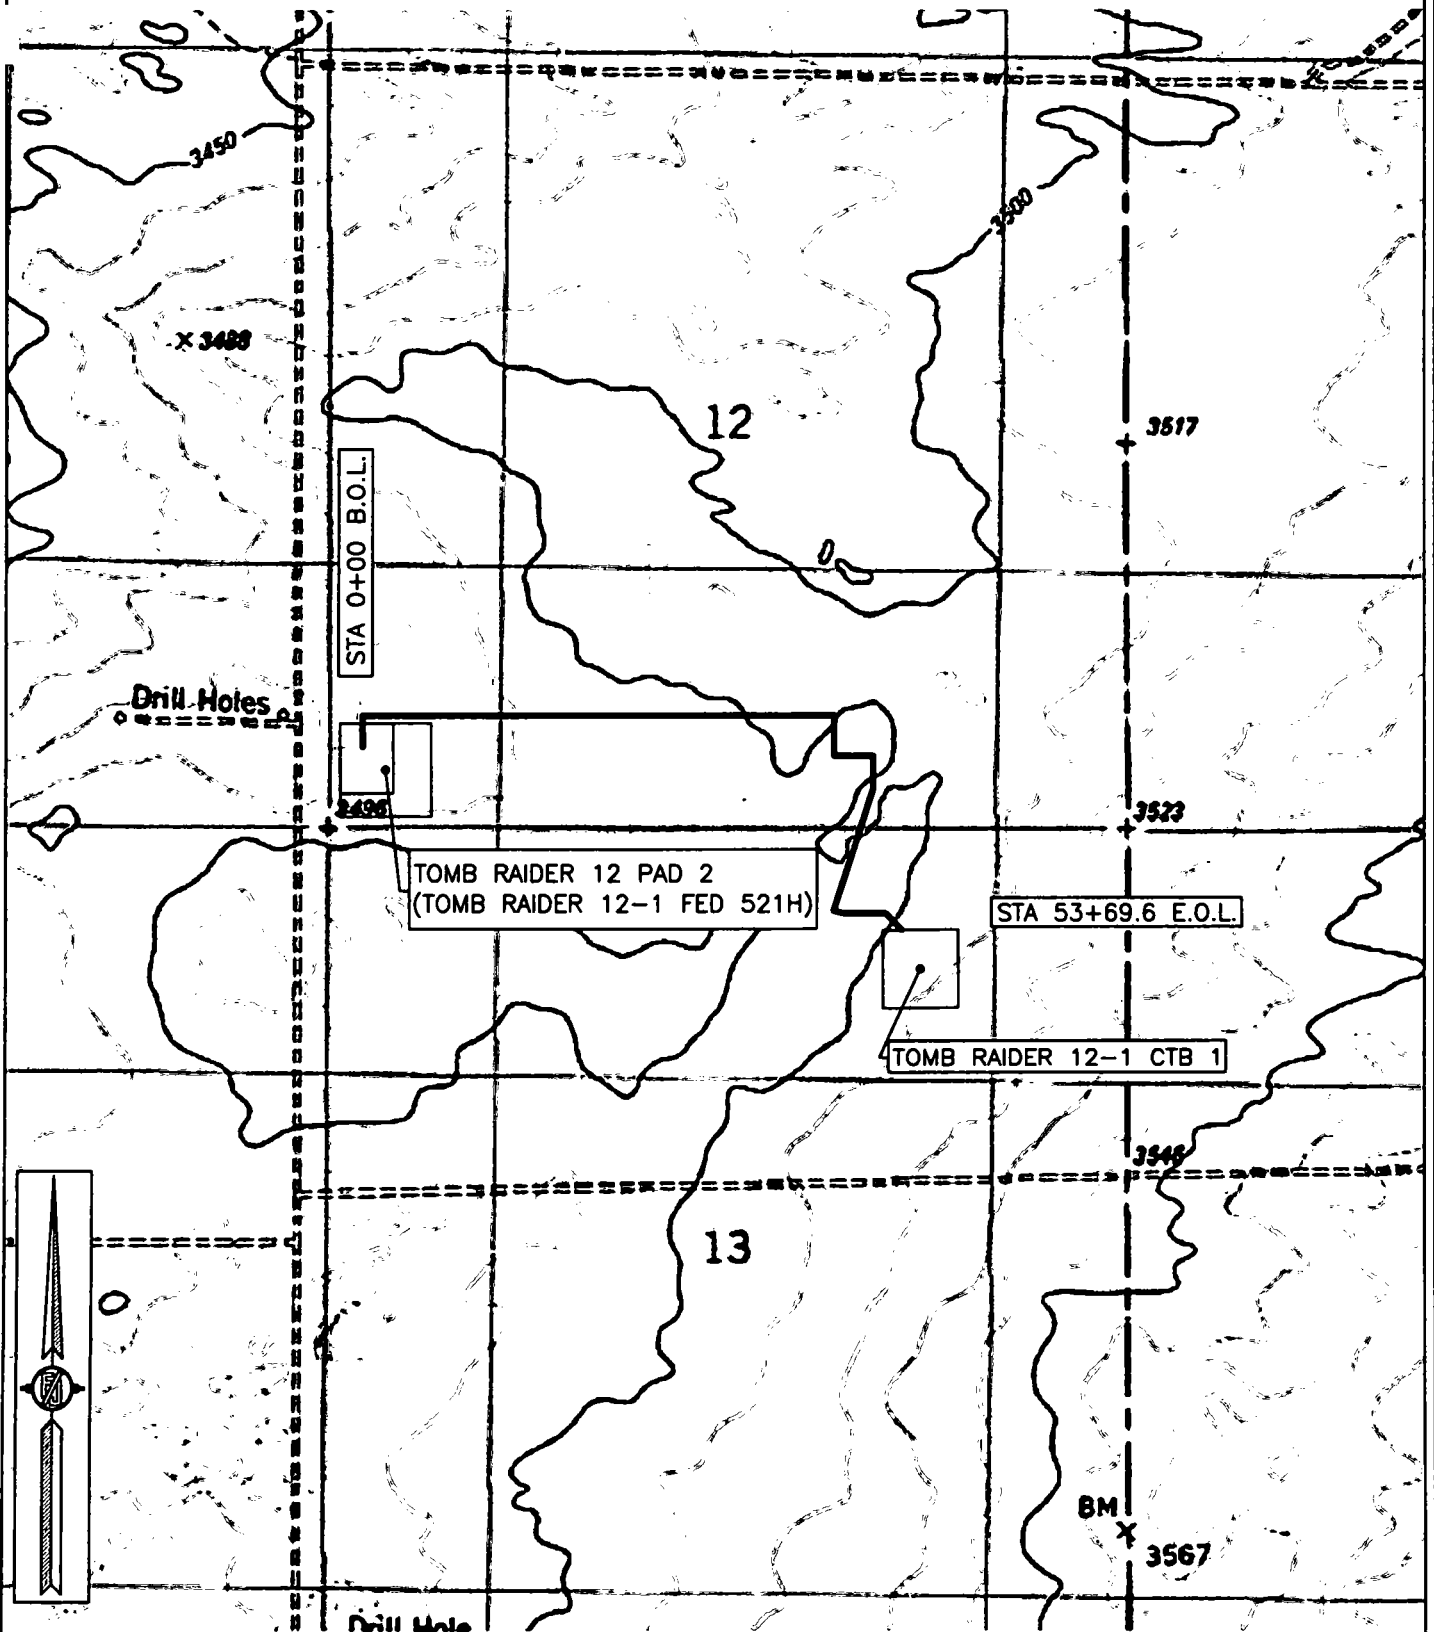 3450
3500
3488
12
3517
STA 0+00 B.O.L.
Drill Holes
3496
3523
TOMB RAIDER 12 PAD 2
(TOMB RAIDER 12-1 FED 521H)
STA 53+69.6 E.O.L.
TOMB RAIDER 12-1 CTB 1
3546
13
BM
3567
Drill Hole